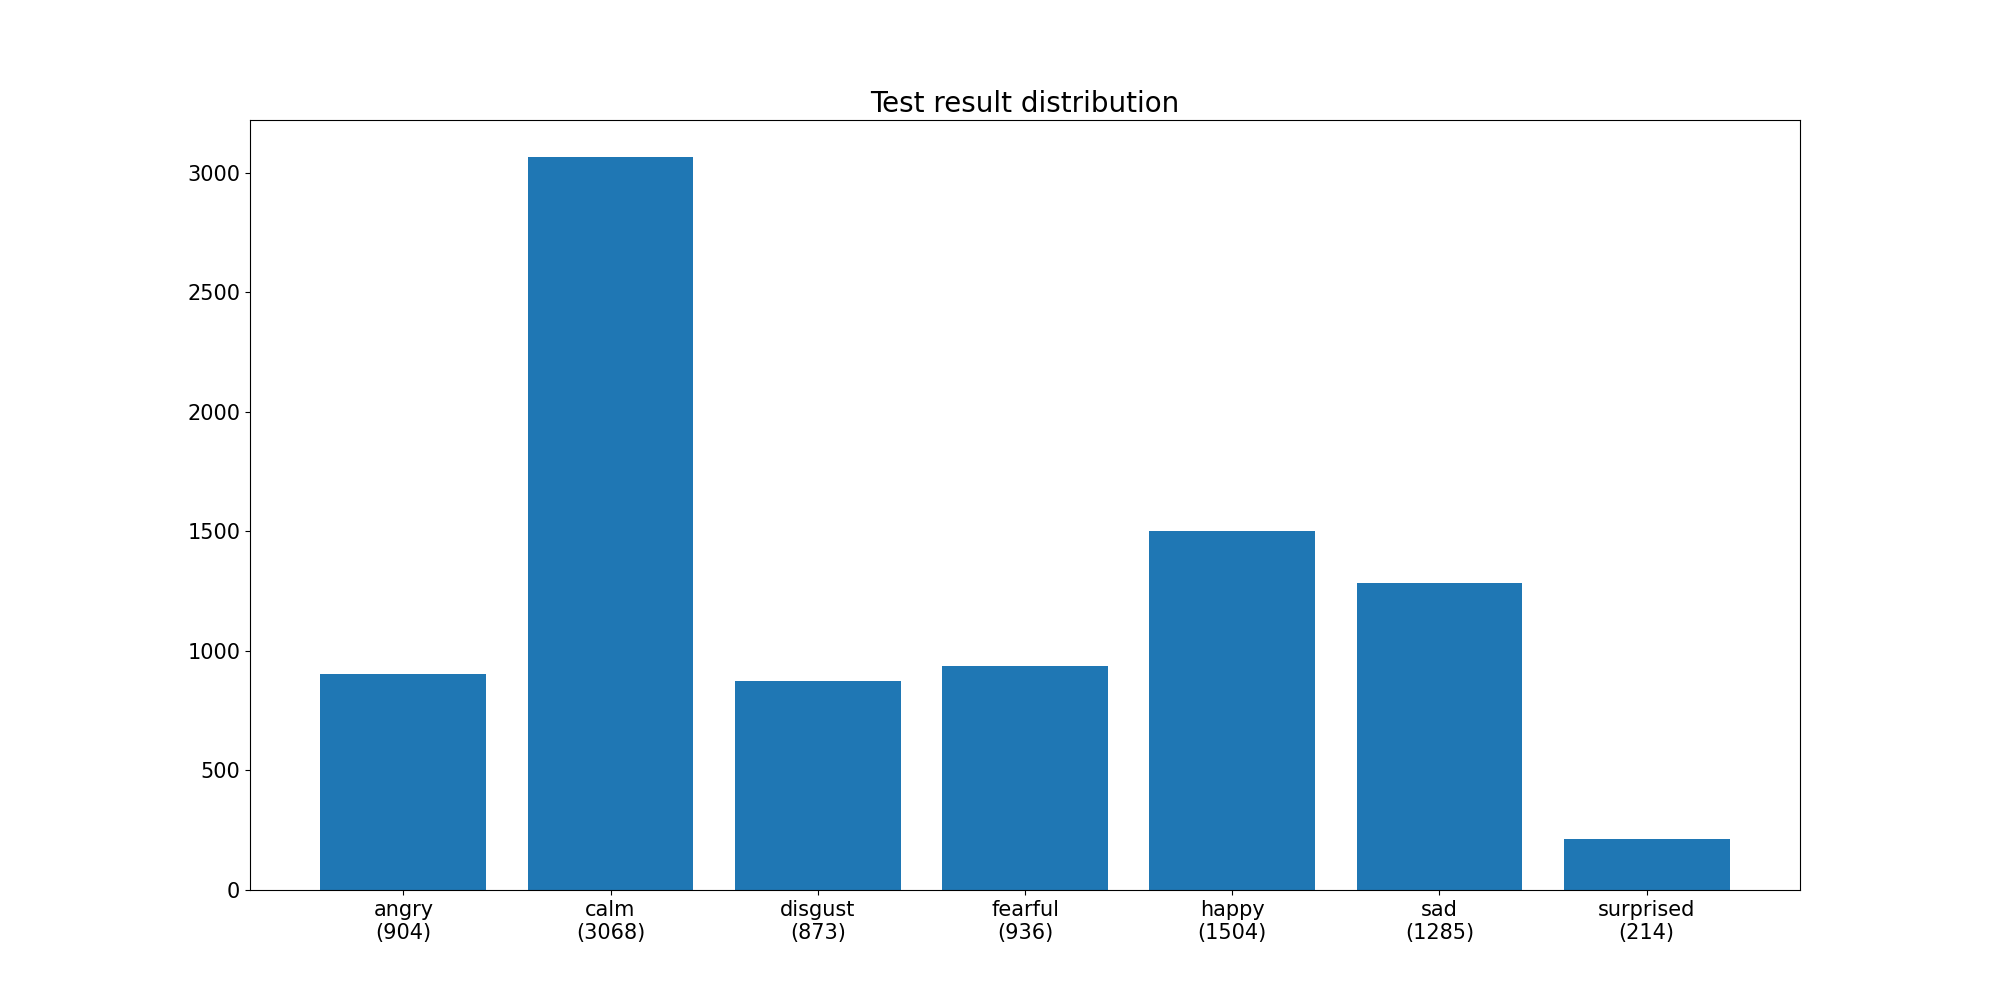 Test result distribution
3000
2500
2000
1500
1000
500
0
angry
(904)
calm
(3068)
disgust
(873)
fearful
(936)
happy
(1504)
sad
(1285)
surprised
(214)